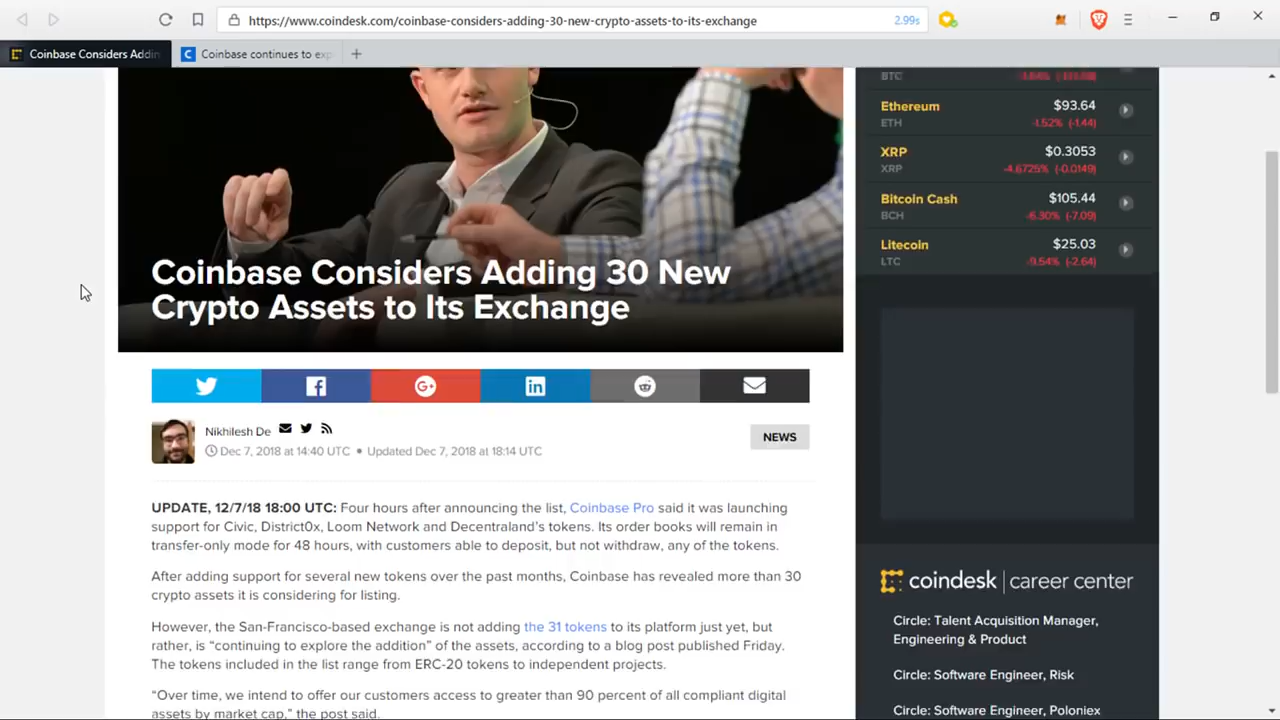 https://www.coindesk.com/coinbase-considers-adding-30-new-crypto-assets-to-its-exchange
2.99s
Coinbase Considers Addin
Coinbase continues to exp
BTC
Ethereum
$93.64
ETH
-1.52% (-1.44)
XRP
$0.3053
XRP
-4.6725% (-0.0149)
Bitcoin Cash
$105.44
BCH
-6.30% (-7.09)
Litecoin
$25.03
LTC
-9.54% (-2.64)
Coinbase Considers Adding 30 New
Crypto Assets to Its Exchange
Nikhilesh De
Dec 7, 2018 at 14:40 UTC • Updated Dec 7, 2018 at 18:14 UTC
NEWS
UPDATE, 12/7/18 18:00 UTC: Four hours after announcing the list, Coinbase Pro said it was launching
support for Civic, District0x, Loom Network and Decentraland's tokens. Its order books will remain in
transfer-only mode for 48 hours, with customers able to deposit, but not withdraw, any of the tokens.
After adding support for several new tokens over the past months, Coinbase has revealed more than 30
crypto assets it is considering for listing.
However, the San-Francisco-based exchange is not adding the 31 tokens to its platform just yet, but
rather, is “continuing to explore the addition” of the assets, according to a blog post published Friday.
The tokens included in the list range from ERC-20 tokens to independent projects.
“Over time, we intend to offer our customers access to greater than 90 percent of all compliant digital
assets by market cap,” the post said.
coindesk | career center
Circle: Talent Acquisition Manager,
Engineering & Product
Circle: Software Engineer, Risk
Circle: Software Engineer, Poloniex